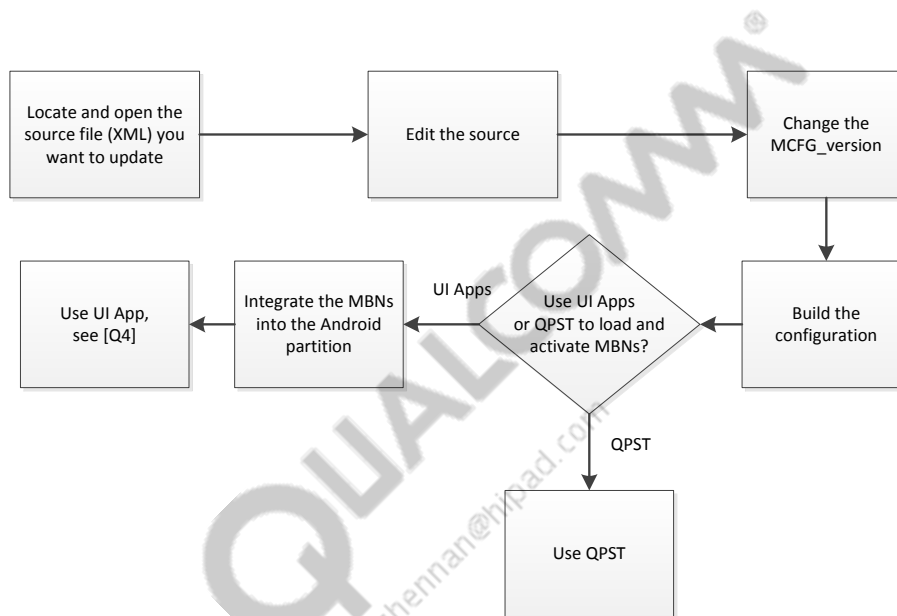 Locate and open the
source file (XML) you
want to update
Edit the source
Change the
MCFG_version
Build the
configuration
Use UI Apps
or QPST to load and
activate MBNs?
UI Apps
Integrate the MBNs
into the Android
partition
Use UI App,
see [Q4]
QPST
Use QPST
QUALCOMM®